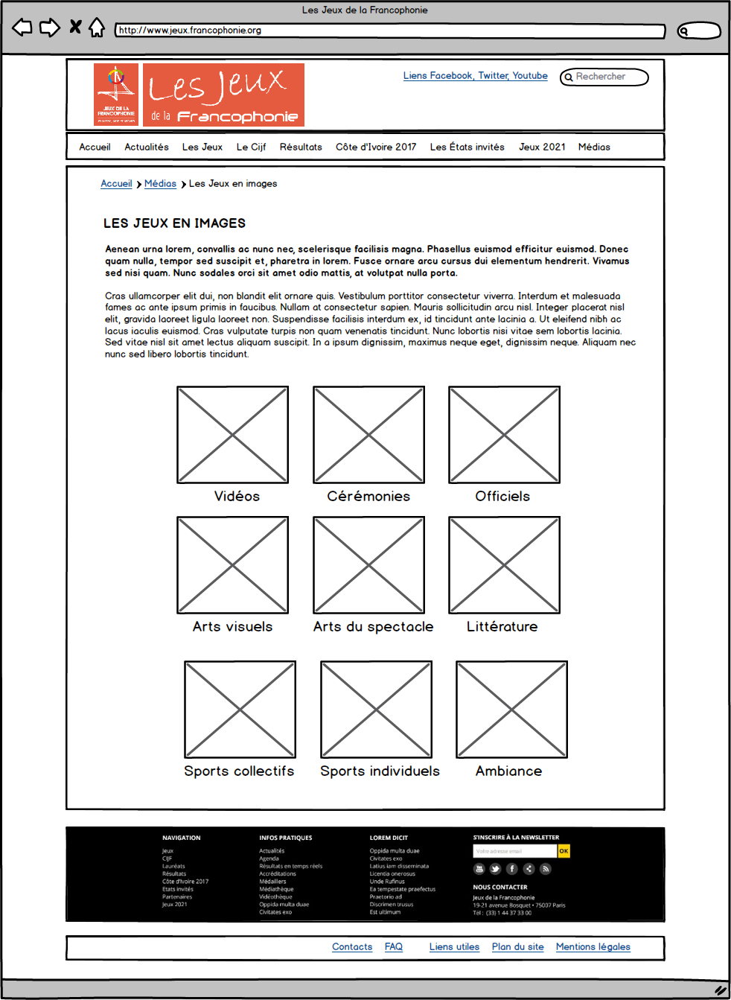 Les Jeux de la Francophonie
http://www.jeux.francophonie.org
JEUX DE LA
FRANCOPHONIE
Les Jeux
de la Francophonie
Liens Facebook, Twitter, Youtube
Rechercher
Accueil Actualités Les Jeux Le Cijf Résultats Côte d'Ivoire 2017 Les États invités Jeux 2021 Médias
Accueil Médias Les Jeux en images
LES JEUX EN IMAGES
Aenean urna lorem, convallis ac nunc nec, scelerisque facilisis magna. Phasellus euismod efficitur euismod. Donec
quam nulla, tempor sed suscipit et, pharetra in lorem. Fusce ornare arcu cursus dui elementum hendrerit. Vivamus
sed nisi quam. Nunc sodales orci sit amet odio mattis, at volutpat nulla porta.
Cras ullamcorper elit dui, non blandit elit ornare quis. Vestibulum porttitor consectetur viverra. Interdum et malesuada
fames ac ante ipsum primis in faucibus. Nullam at consectetur sapien. Mauris sollicitudin arcu nisl. Integer placerat nisl
elit, gravida laoreet ligula laoreet non. Suspendisse facilisis interdum ex, id tincidunt ante lacinia a. Ut eleifend nibh ac
lacus iaculis euismod. Cras vulputate turpis non quam venenatis tincidunt. Nunc lobortis nisi vitae sem lobortis lacinia.
Sed vitae nisl sit amet lectus aliquam suscipit. In a ipsum dignissim, maximus neque eget, dignissim neque. Aliquam nec
nunc sed libero lobortis tincidunt.
Vidéos Cérémonies Officiels
Arts visuels Arts du spectacle Littérature
Sports collectifs Sports individuels Ambiance
NAVIGATION
Jeux
CIJF
Lauréats
Résultats
Côte d'Ivoire 2017
Etats invités
Partenaires
Jeux 2021
INFOS PRATIQUES
Actualités
Agenda
Résultats en temps réels
Accréditations
Médaillers
Médiathèque
Vidéothèque
Oppida multa duae
Civitates exo
LOREM DICIT
Oppida multa duae
Civitates exo
Latius iam disseminata
Licentia onerosus
Unde Rufinus
Ea tempestate praefectus
Praetorio ad
Discrimen trusus
Est ultimum
S'INSCRIRE À LA NEWSLETTER
Votre adresse email OK
NOUS CONTACTER
Jeux de la Francophonie
19-21 avenue Bosquet • 75007 Paris
Tél : (33) 1 44 37 33 00
Contacts FAQ Liens utiles Plan du site Mentions légales